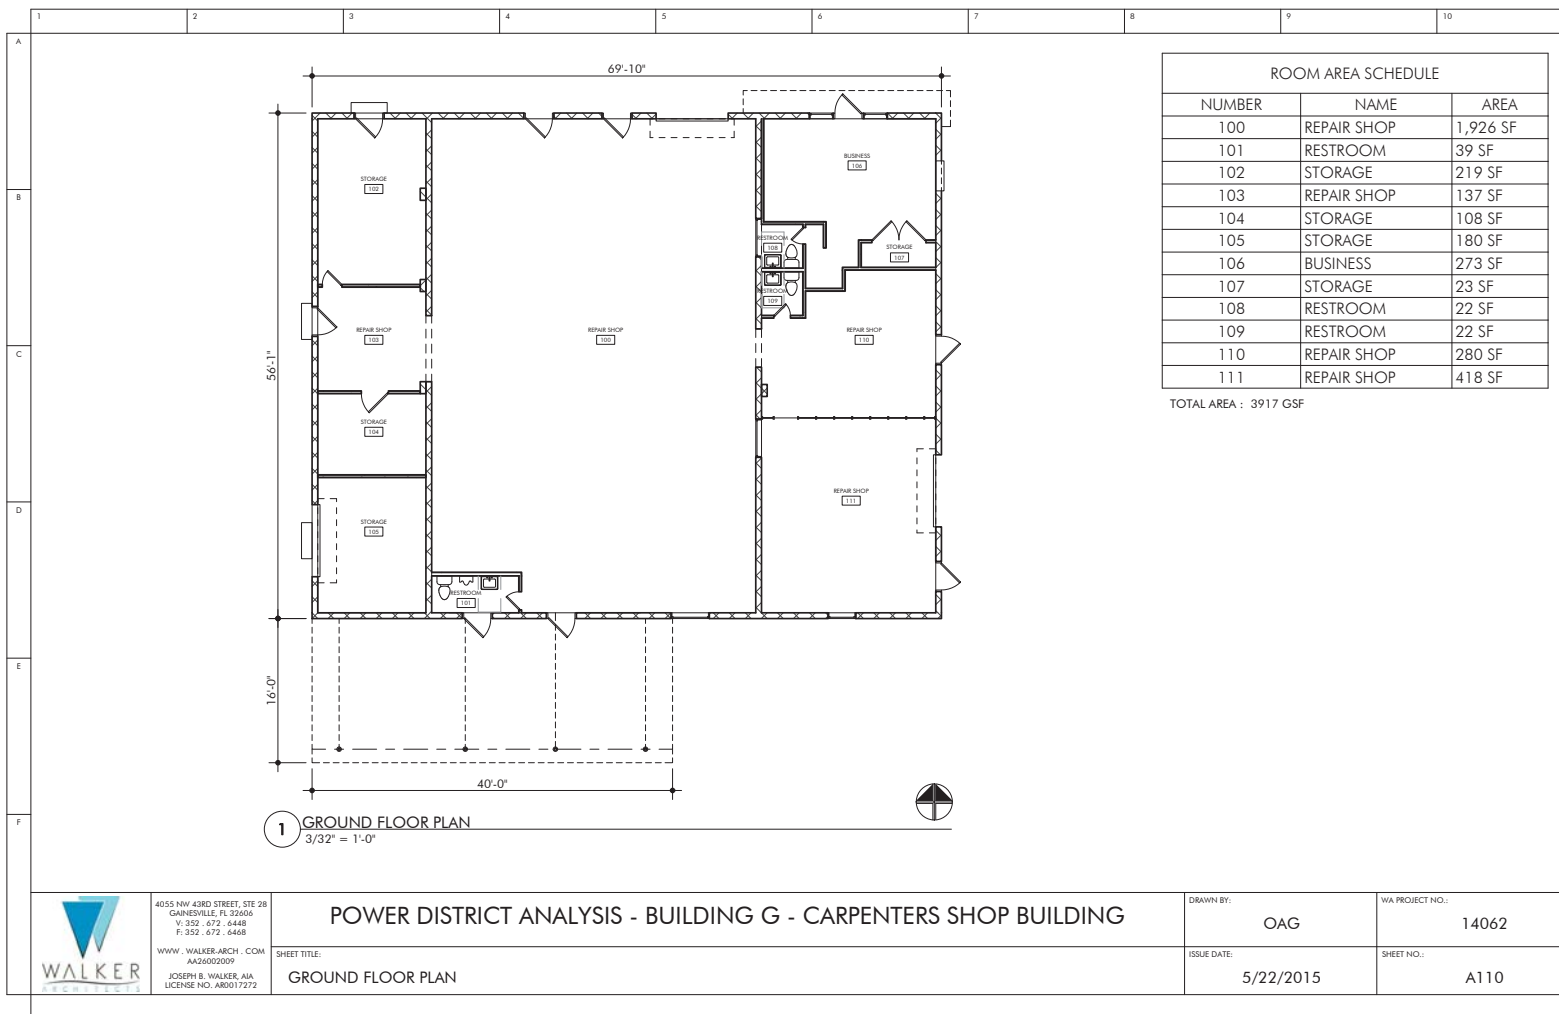 1 2 3 4 5 6 7 8 9 10
A
B
C
D
E
F
69'-10"
56'-1"
16'-0"
40'-0"
STORAGE
102
BUSINESS
106
RESTROOM
108
STORAGE
107
RESTROOM
109
REPAIR SHOP
103
REPAIR SHOP
100
REPAIR SHOP
110
STORAGE
104
REPAIR SHOP
111
STORAGE
105
RESTROOM
101
1 GROUND FLOOR PLAN
3/32" = 1'-0"
ROOM AREA SCHEDULE
NUMBER NAME AREA
100 REPAIR SHOP 1,926 SF
101 RESTROOM 39 SF
102 STORAGE 219 SF
103 REPAIR SHOP 137 SF
104 STORAGE 108 SF
105 STORAGE 180 SF
106 BUSINESS 273 SF
107 STORAGE 23 SF
108 RESTROOM 22 SF
109 RESTROOM 22 SF
110 REPAIR SHOP 280 SF
111 REPAIR SHOP 418 SF
TOTAL AREA : 3917 GSF
WALKER
ARCHITECTS
4055 NW 43RD STREET, STE 28
GAINESVILLE, FL 32606
V: 352 . 672 . 6448
F: 352 . 672 . 6468
WWW . WALKER-ARCH . COM
AA26002009
JOSEPH B. WALKER, AIA
LICENSE NO. AR0017272
POWER DISTRICT ANALYSIS - BUILDING G - CARPENTERS SHOP BUILDING
SHEET TITLE:
GROUND FLOOR PLAN
DRAWN BY:
OAG
WA PROJECT NO.:
14062
ISSUE DATE:
5/22/2015
SHEET NO.:
A110